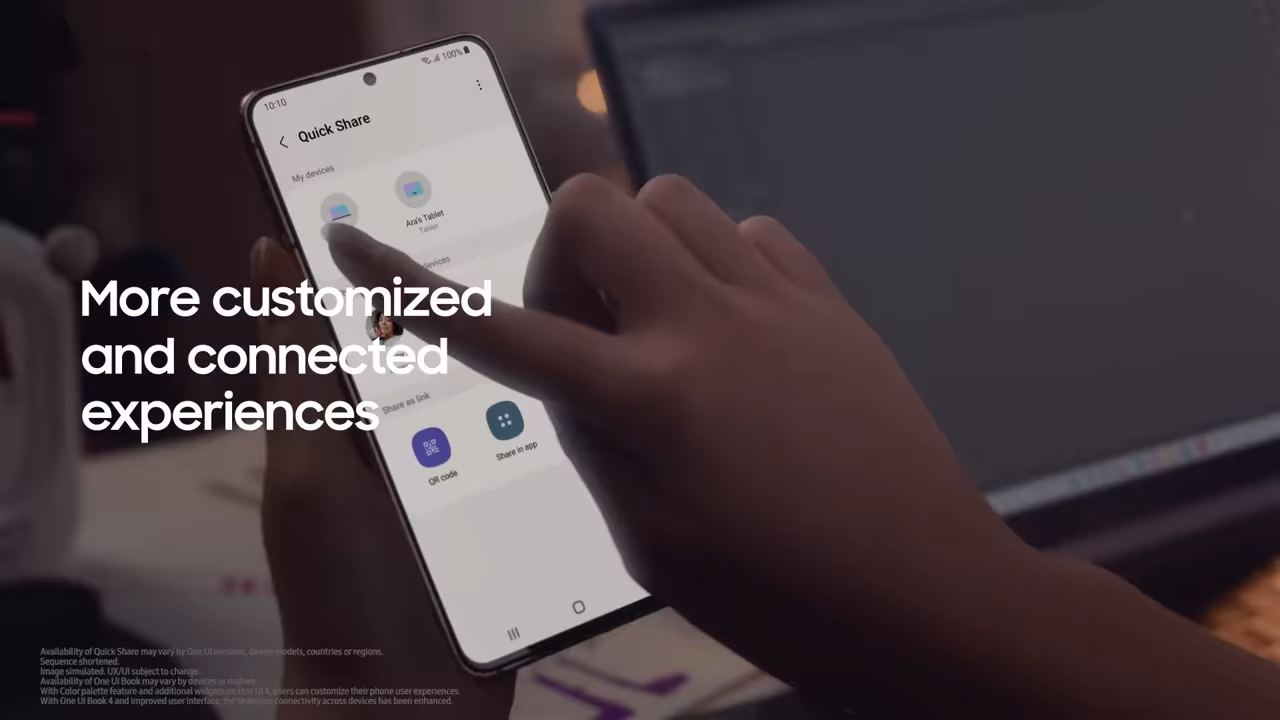 10:10
100%
Quick Share
My devices
Ara's Tablet
Tablet
devices
More customized
and connected
experiences
Share as link
QR code
Share in app
Availability of Quick Share may vary by One UI versions, device models, countries or regions.
Sequence shortened.
Image simulated. UX/UI subject to change.
Availability of One UI Book may vary by devices or regions.
With Color palette feature and additional widgets on One UI 4, users can customize their phone user experiences.
With One UI Book 4 and improved user interface, the seamless connectivity across devices has been enhanced.